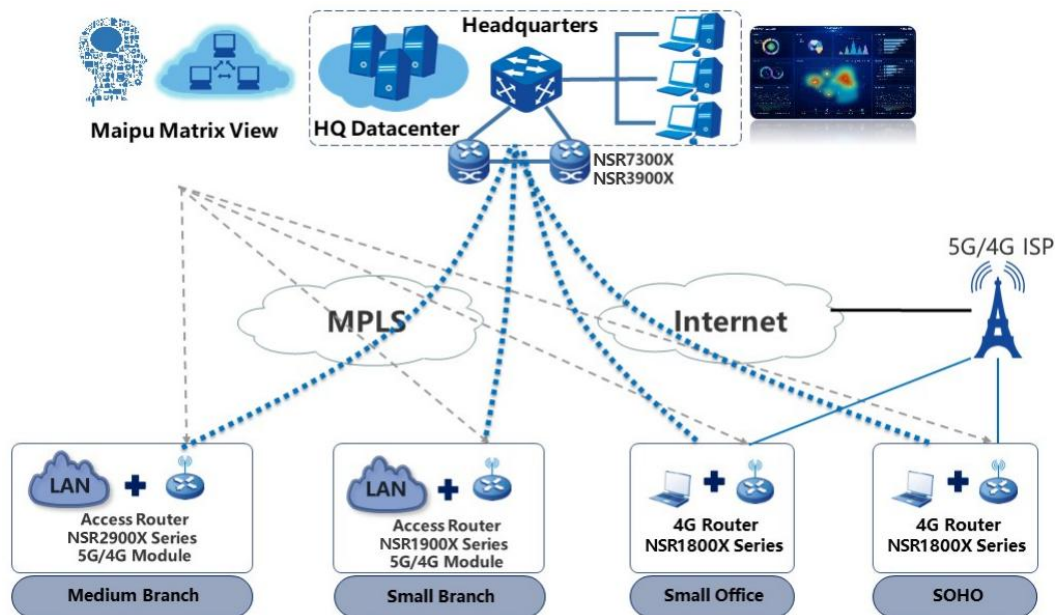 Headquarters
Maipu Matrix View
HQ Datacenter
NSR7300X
NSR3900X
5G/4G ISP
MPLS
Internet
LAN
Access Router
NSR2900X Series
5G/4G Module
Medium Branch
LAN
Access Router
NSR1900X Series
5G/4G Module
Small Branch
4G Router
NSR1800X Series
Small Office
4G Router
NSR1800X Series
SOHO